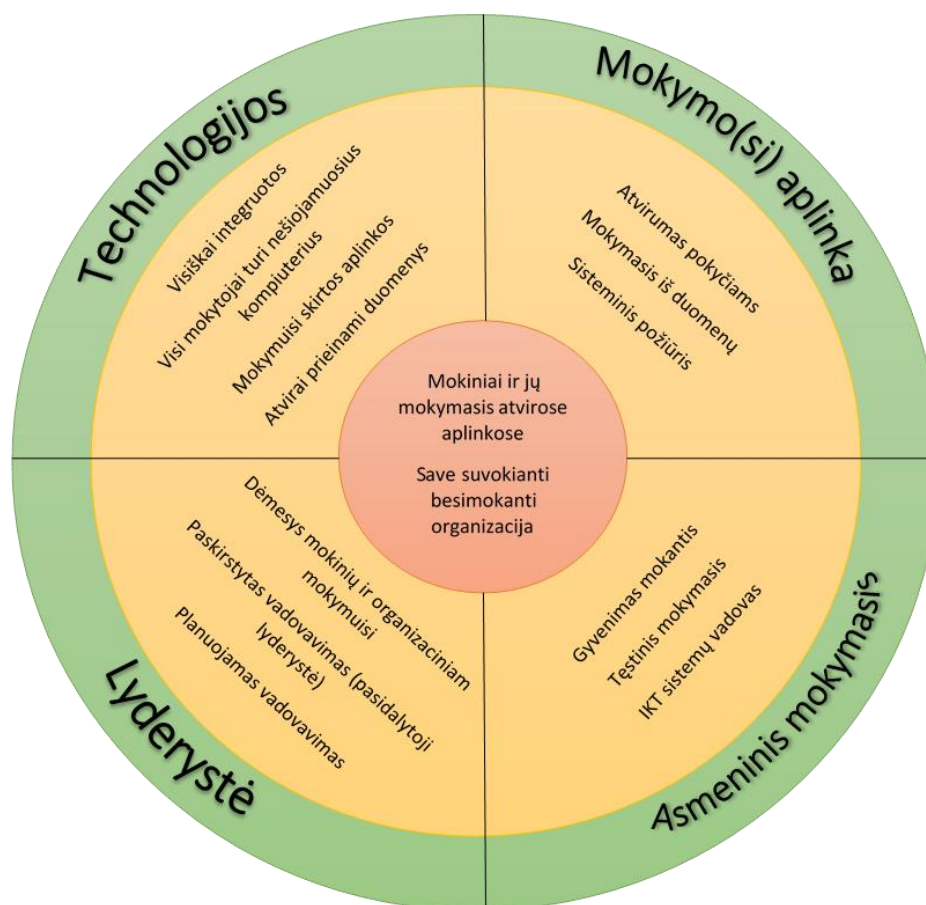 Technologijos
Visiškai integruotos
Visi mokytojai turi nešiojamuosius
kompiuterius
Mokymuisi skirtos aplinkos
Atvirai prieinami duomenys
Mokymo(si) aplinka
Atvirumas pokyčiams
Mokymasis iš duomenų
Sisteminis požiūris
Mokiniai ir jų
mokymasis atvirose
aplinkose
Save suvokianti
besimokanti
organizacija
Lyderystė
Dėmesys mokinių ir organizaciniam
mokymuisi
Paskirstytas vadovavimas (pasidalytoji
lyderystė)
Planuojamas vadovavimas
Asmeninis mokymasis
Gyvenimas mokantis
Tęstinis mokymasis
IKT sistemų vadovas